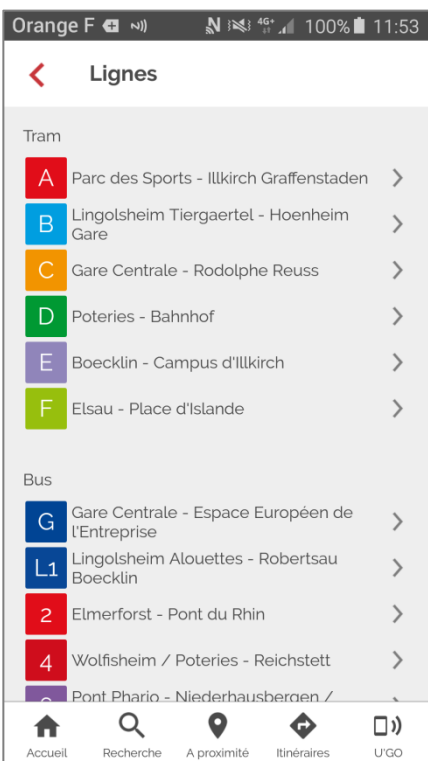 Orange F 4G+ 100% 11:53
Lignes
Tram
A Parc des Sports - Illkirch Graffenstaden
B Lingolsheim Tiergaertel - Hoenheim
Gare
C Gare Centrale - Rodolphe Reuss
D Poteries - Bahnhof
E Boecklin - Campus d'Illkirch
F Elsau - Place d'Islande
Bus
G Gare Centrale - Espace Européen de
l'Entreprise
L1 Lingolsheim Alouettes - Robertsau
Boecklin
2 Elmerforst - Pont du Rhin
4 Wolfisheim / Poteries - Reichstett
Pont Phario - Niederhausbergen /
Accueil Recherche A proximité Itinéraires U'GO